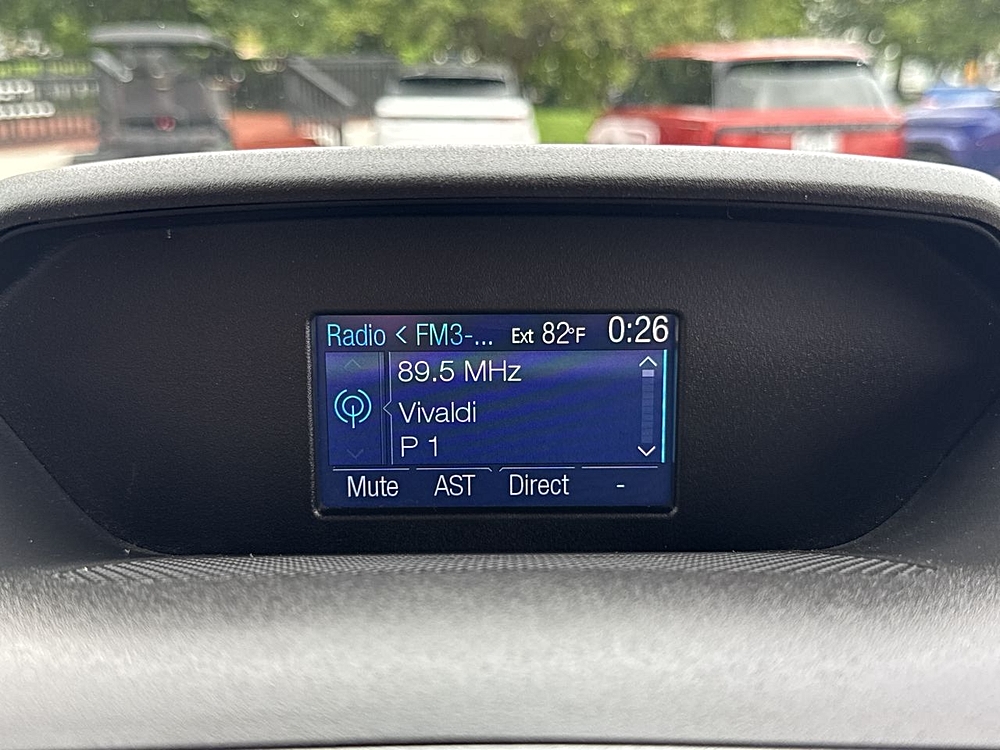 Radio < FM3-... Ext 82°F 0:26
89.5 MHz
Vivaldi
P 1
Mute AST Direct -